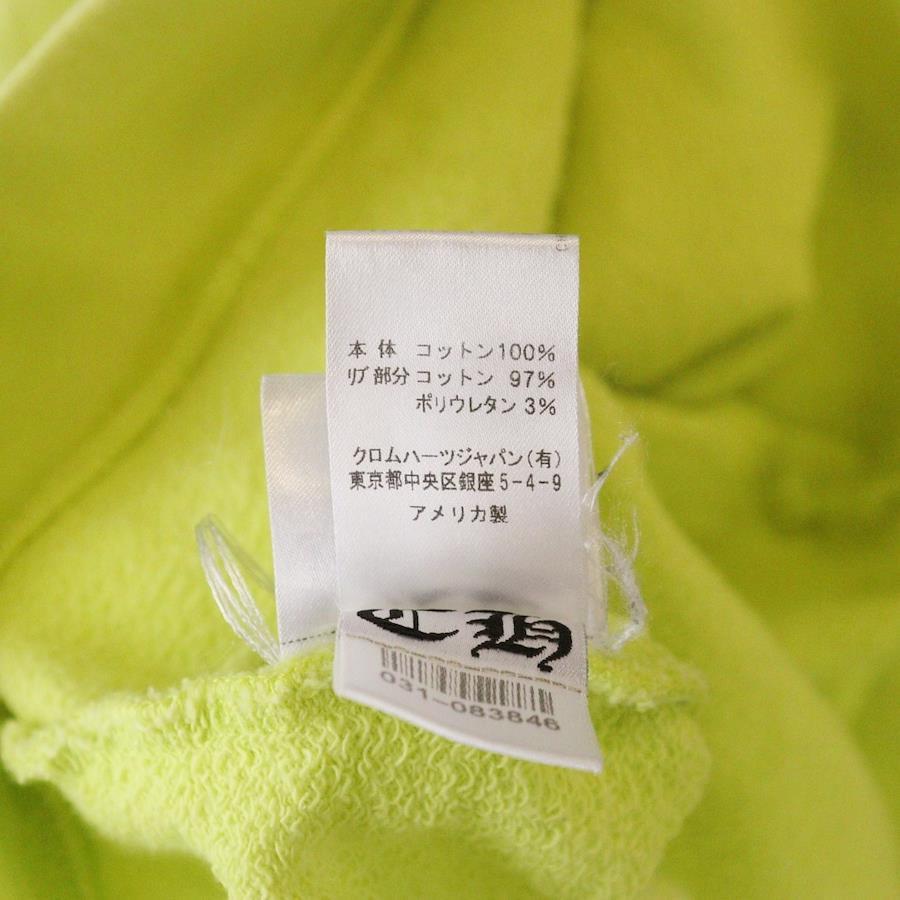 本体 コットン100%
リブ部分コットン 97%
ポリウレタン 3%
クロムハーツジャパン(有)
東京都中央区銀座5-4-9
アメリカ製
CH
031-083846